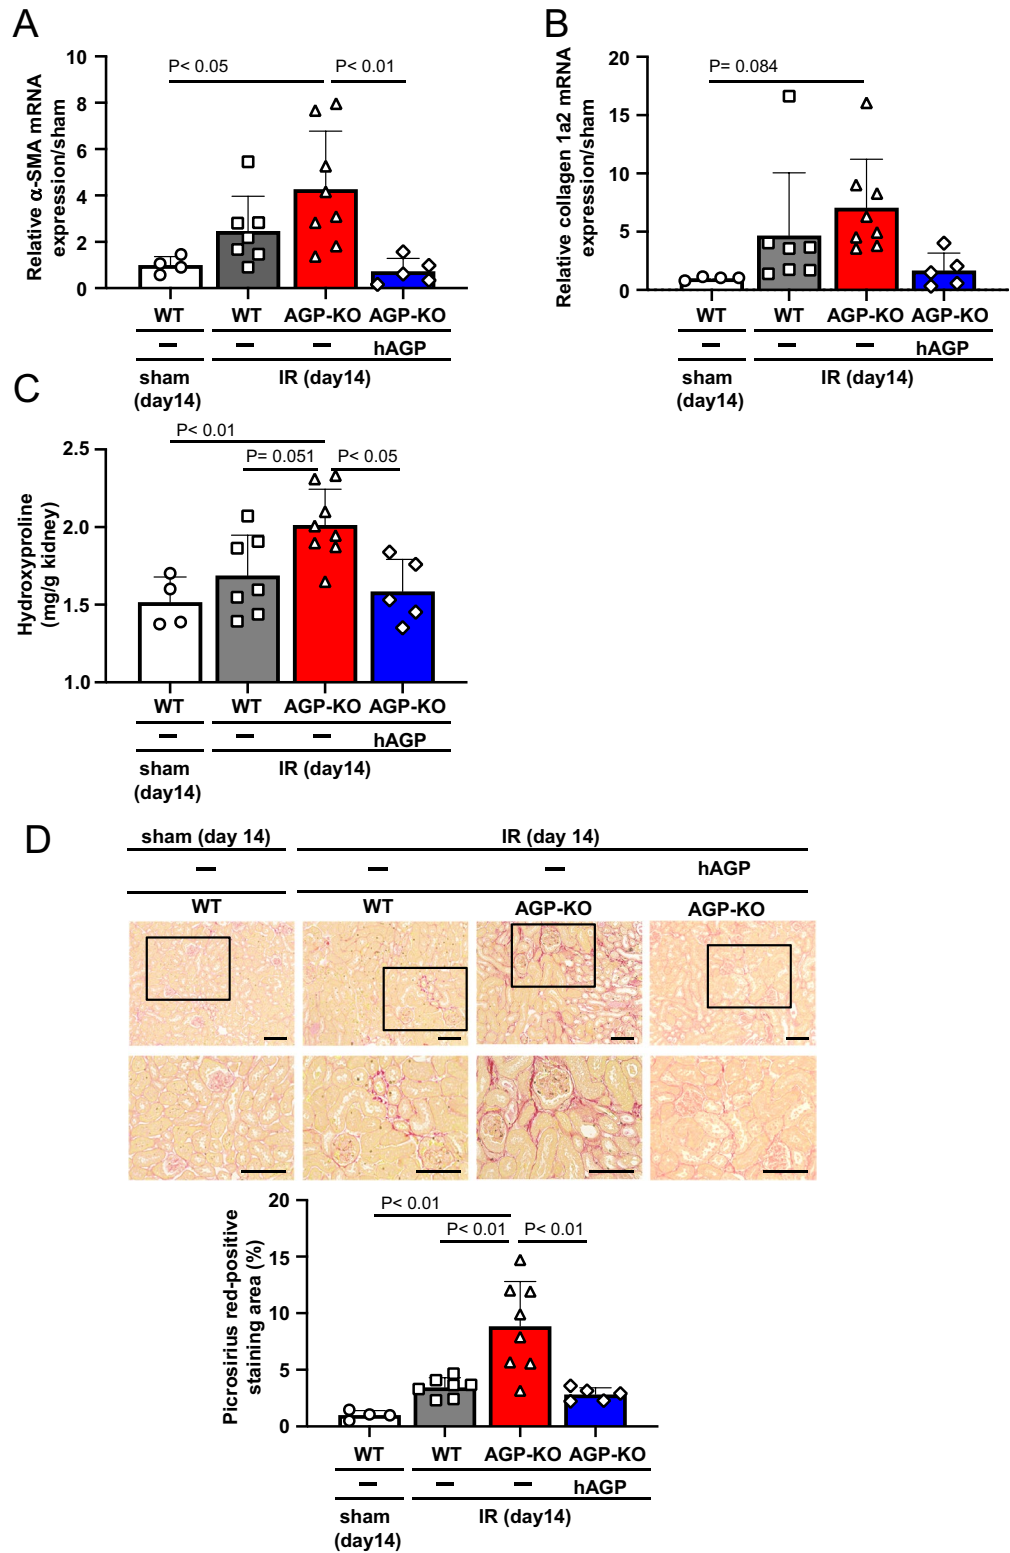 A
Relative α-SMA mRNA
expression/sham
10
8
6
4
2
0
P< 0.05
P< 0.01
WT
WT
AGP-KO
AGP-KO
hAGP
sham
(day14)
IR (day14)
B
Relative collagen 1a2 mRNA
expression/sham
20
15
10
5
0
P= 0.084
WT
WT
AGP-KO
AGP-KO
hAGP
sham
(day14)
IR (day14)
C
Hydroxyproline
(mg/g kidney)
2.5
2.0
1.5
1.0
P< 0.01
P= 0.051
P< 0.05
WT
WT
AGP-KO
AGP-KO
hAGP
sham
(day14)
IR (day14)
D
sham (day 14)
IR (day 14)
hAGP
WT
WT
AGP-KO
AGP-KO
Picrosirius red-positive
staining area (%)
20
15
10
5
0
P< 0.01
P< 0.01
P< 0.01
WT
WT
AGP-KO
AGP-KO
hAGP
sham
(day14)
IR (day14)